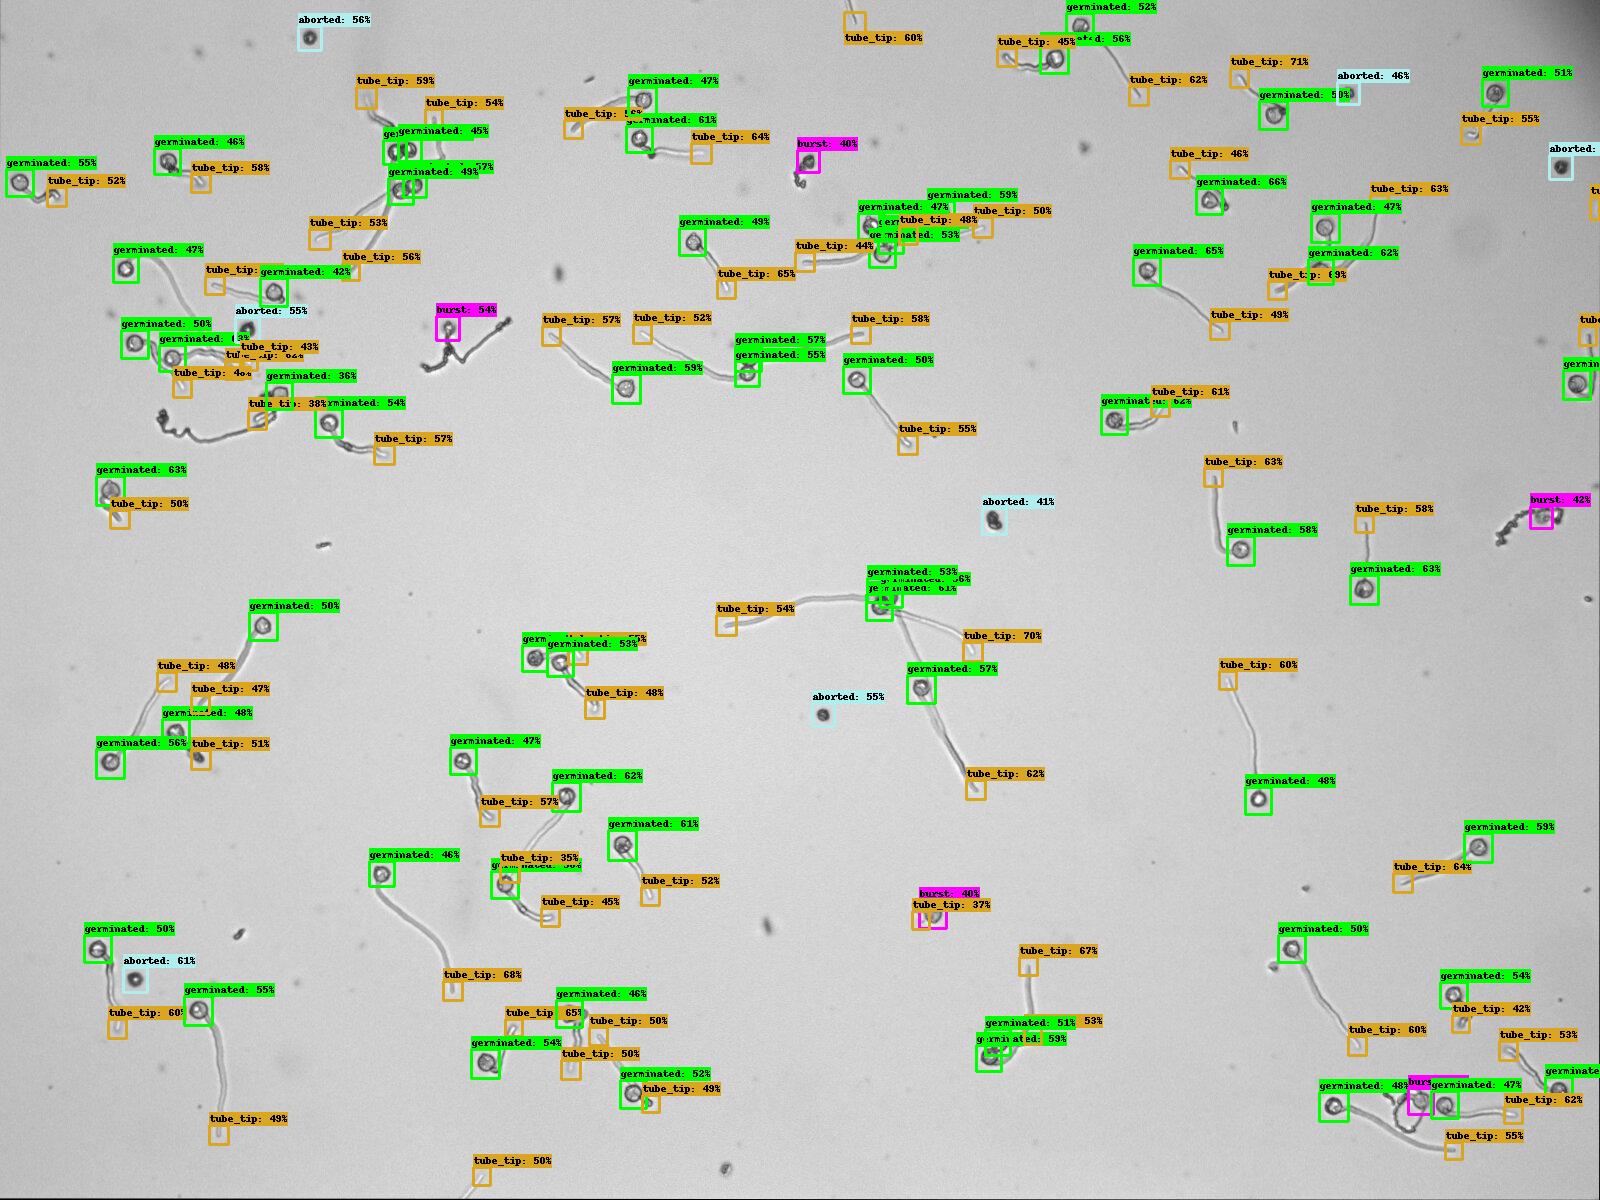 germinated: 52%
aborted: 56%
tube_tip: 60%
tube_tip: 45%
56%
tube_tip: 71%
tube_tip: 59%
germinated: 47%
tube_tip: 62%
aborted: 46%
germinated: 51%
tube_tip: 54%
germinated:
tube_tip:
germinated: 61%
tube_tip: 55%
germinated: 45%
tube_tip: 64%
germinated: 46%
burst: 40%
aborted:
tube_tip: 46%
germinated: 55%
tube_tip: 58%
germinated: 49%
tube_tip: 52%
germinated: 66%
tube_tip: 63%
germinated: 59%
germinated: 47%
tube_tip: 50%
germinated: 47%
tube_tip: 53%
germinated: 49%
tube_tip: 48%
germinated: 53%
tube_tip: 44%
germinated: 47%
tube_tip: 56%
germinated: 65%
germinated: 62%
tube_tip:
germinated: 42%
tube_tip: 65%
tube_tip: 69%
aborted: 55%
burst: 54%
tube_tip: 49%
germinated: 50%
tube_tip: 57%
tube_tip: 52%
tube_tip: 58%
germinated:
tube_tip: 43%
germinated: 57%
germinated: 55%
germinated: 50%
tube_tip:
germinated: 36%
germinated: 59%
tube_tip: 61%
tube_tip: 38%
54%
germinated: 62%
tube_tip: 57%
tube_tip: 55%
germinated: 63%
tube_tip: 63%
tube_tip: 50%
aborted: 41%
burst: 42%
tube_tip: 58%
germinated: 58%
germinated: 53%
germinated: 63%
germinated: 61%
germinated: 50%
tube_tip: 54%
tube_tip: 70%
germinated: 53%
tube_tip: 48%
germinated: 57%
tube_tip: 60%
tube_tip: 47%
tube_tip: 48%
aborted: 55%
germinated: 48%
germinated: 56%
tube_tip: 51%
germinated: 47%
germinated: 62%
tube_tip: 62%
germinated: 48%
tube_tip: 57%
germinated: 61%
germinated: 59%
germinated: 46%
tube_tip: 35%
tube_tip: 64%
tube_tip: 52%
burst: 40%
tube_tip: 45%
tube_tip: 37%
germinated: 50%
germinated: 50%
aborted: 61%
tube_tip: 67%
tube_tip: 68%
germinated: 54%
germinated: 55%
germinated: 46%
tube_tip: 60%
tube_tip: 65%
tube_tip: 42%
tube_tip: 50%
germinated: 51%
53%
tube_tip: 60%
tube_tip: 53%
germinated: 54%
germinated: 59%
tube_tip: 50%
germinated: 52%
tube_tip: 49%
germinated: 48%
germinated: 47%
tube_tip: 62%
tube_tip: 49%
tube_tip: 55%
tube_tip: 50%